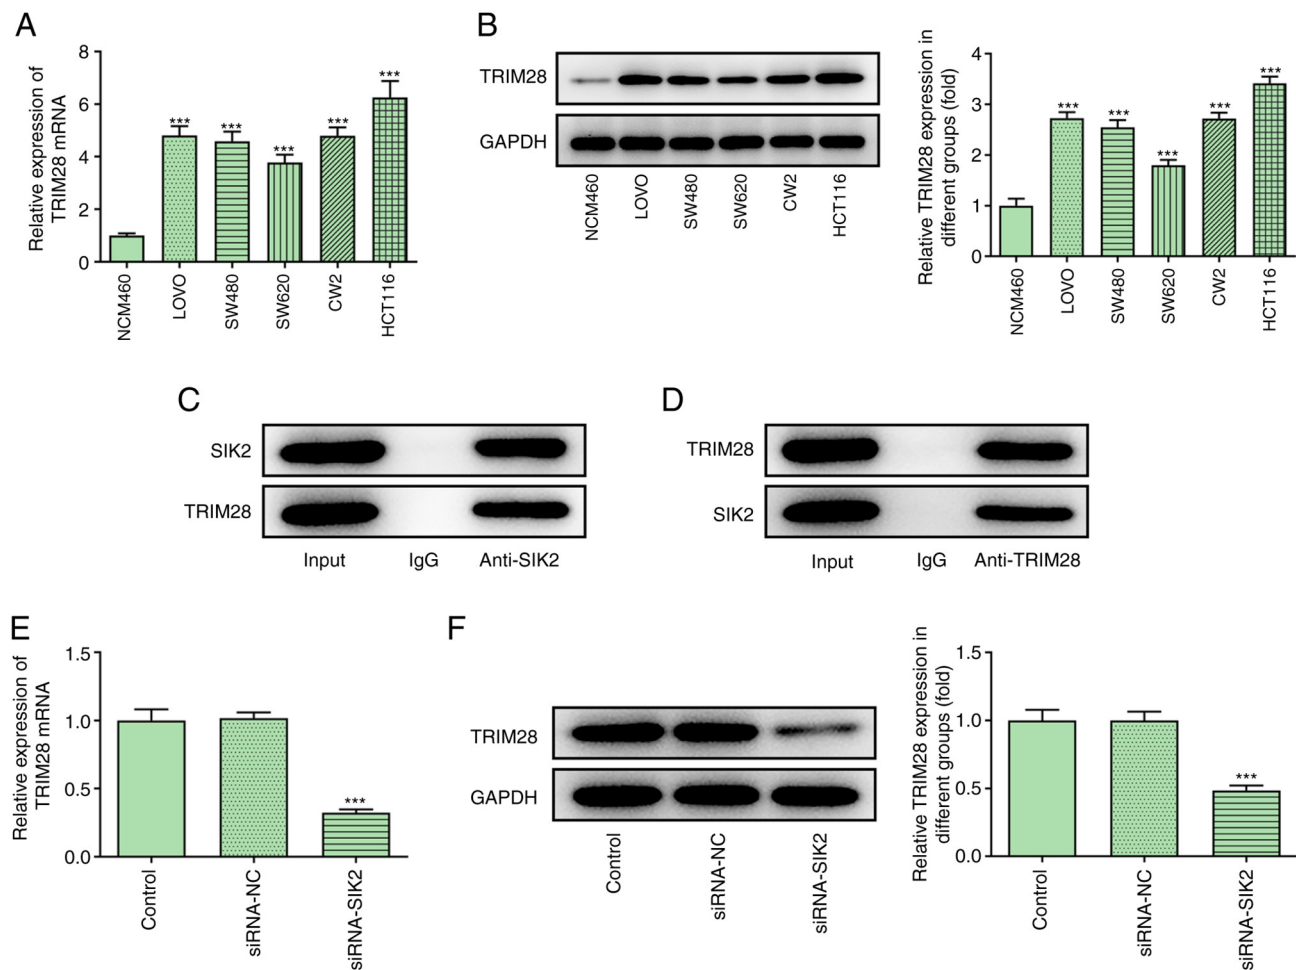 A
Relative expression of
TRIM28 mRNA
8
6
4
2
0
***
***
***
***
***
NCM460
LOVO
SW480
SW620
CW2
HCT116
B
TRIM28
GAPDH
NCM460
LOVO
SW480
SW620
CW2
HCT116
Relative TRIM28 expression in
different groups (fold)
4
3
2
1
0
***
***
***
***
***
NCM460
LOVO
SW480
SW620
CW2
HCT116
C
SIK2
TRIM28
Input IgG Anti-SIK2
D
TRIM28
SIK2
Input IgG Anti-TRIM28
E
Relative expression of
TRIM28 mRNA
1.5
1.0
0.5
0.0
***
Control
siRNA-NC
siRNA-SIK2
F
TRIM28
GAPDH
Control
siRNA-NC
siRNA-SIK2
Relative TRIM28 expression in
different groups (fold)
1.5
1.0
0.5
0.0
***
Control
siRNA-NC
siRNA-SIK2